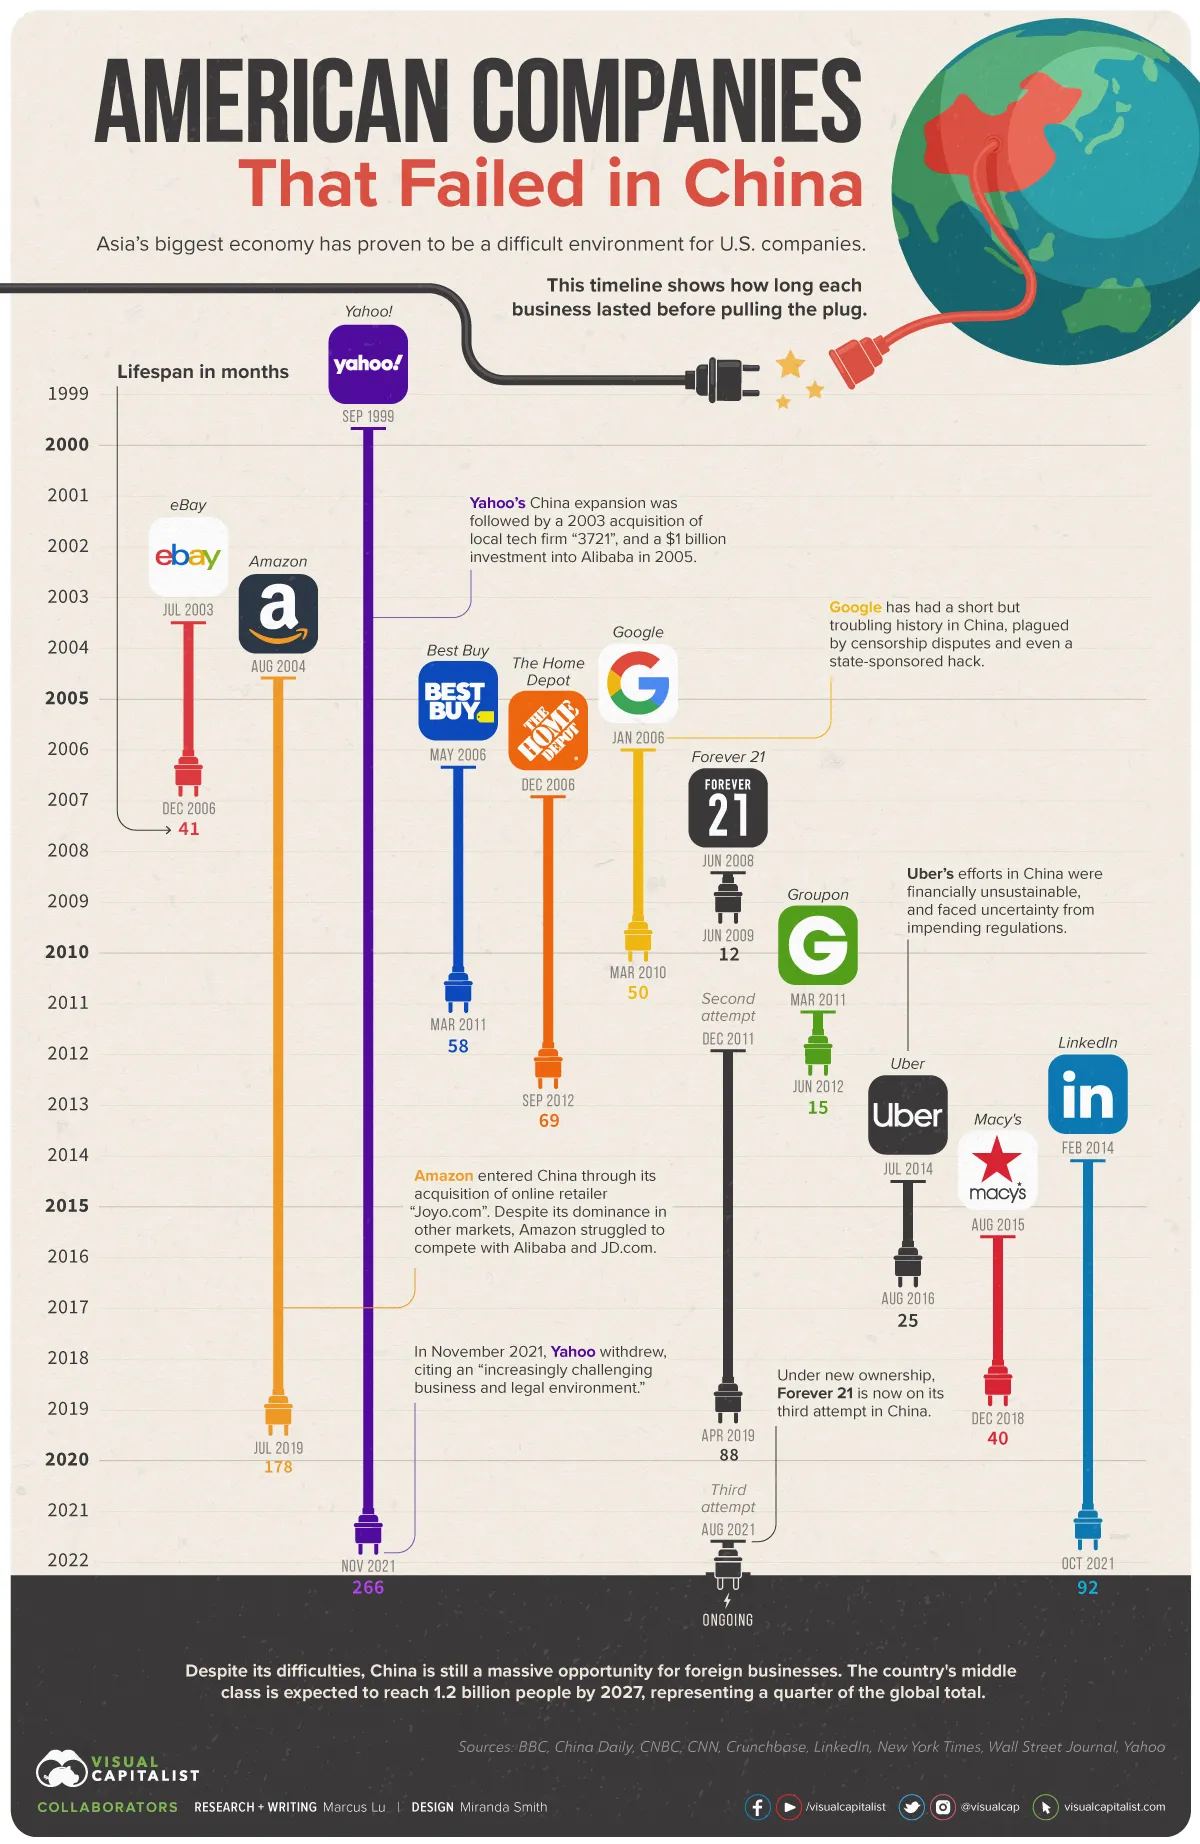 AMERICAN COMPANIES
That Failed in China
Asia's biggest economy has proven to be a difficult environment for U.S. companies.
This timeline shows how long each
business lasted before pulling the plug.
Lifespan in months
1999
2000
2001
2002
2003
2004
2005
2006
2007
2008
2009
2010
2011
2012
2013
2014
2015
2016
2017
2018
2019
2020
2021
2022
Yahoo!
yahoo!
SEP 1999
Yahoo's China expansion was
followed by a 2003 acquisition of
local tech firm “3721”, and a $1 billion
investment into Alibaba in 2005.
In November 2021, Yahoo withdrew,
citing an “increasingly challenging
business and legal environment.”
NOV 2021
266
eBay
ebay
JUL 2003
DEC 2006
41
Amazon
a
AUG 2004
Amazon entered China through its
acquisition of online retailer
“Joyo.com”. Despite its dominance in
other markets, Amazon struggled to
compete with Alibaba and JD.com.
JUL 2019
178
Best Buy
BEST
BUY
MAY 2006
MAR 2011
58
The Home
Depot
THE
HOME
DEPOT
DEC 2006
SEP 2012
69
Google
G
JAN 2006
Google has had a short but
troubling history in China, plagued
by censorship disputes and even a
state-sponsored hack.
MAR 2010
50
Forever 21
FOREVER
21
JUN 2008
JUN 2009
12
Second
attempt
DEC 2011
APR 2019
88
Third
attempt
AUG 2021
ONGOING
Under new ownership,
Forever 21 is now on its
third attempt in China.
Groupon
G
MAR 2011
JUN 2012
15
Uber's efforts in China were
financially unsustainable,
and faced uncertainty from
impending regulations.
Uber
Uber
JUL 2014
AUG 2016
25
Macy's
macy's
AUG 2015
DEC 2018
40
LinkedIn
in
FEB 2014
OCT 2021
92
Despite its difficulties, China is still a massive opportunity for foreign businesses. The country's middle
class is expected to reach 1.2 billion people by 2027, representing a quarter of the global total.
Sources: BBC, China Daily, CNBC, CNN, Crunchbase, LinkedIn, New York Times, Wall Street Journal, Yahoo
VISUAL
CAPITALIST
COLLABORATORS RESEARCH + WRITING Marcus Lu | DESIGN Miranda Smith
/visualcapitalist @visualcap visualcapitalist.com